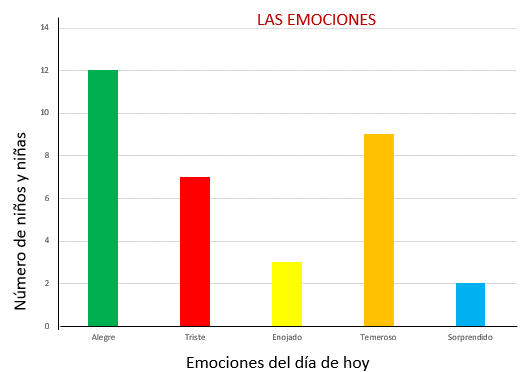 LAS EMOCIONES
14
12
10
8
6
4
2
0
Número de niños y niñas
Alegre
Triste
Enojado
Temeroso
Sorprendido
Emociones del día de hoy